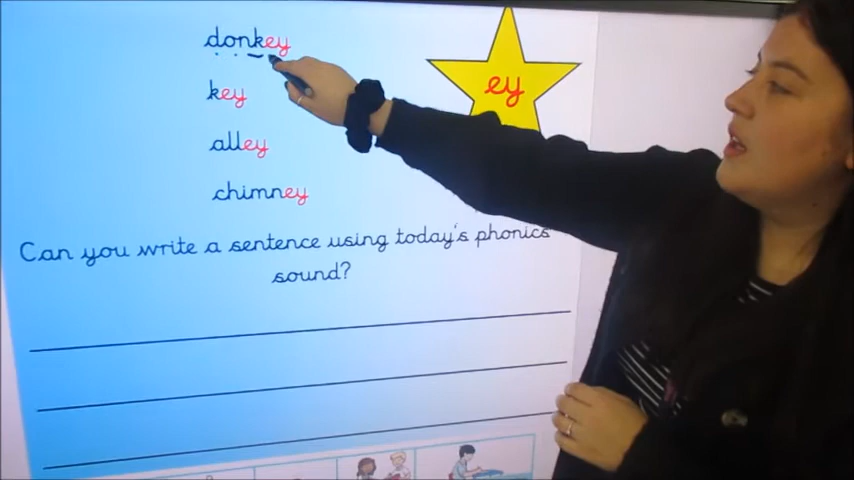 donkey
ey
key
alley
chimney
Can you write a sentence using today's phonics
sound?